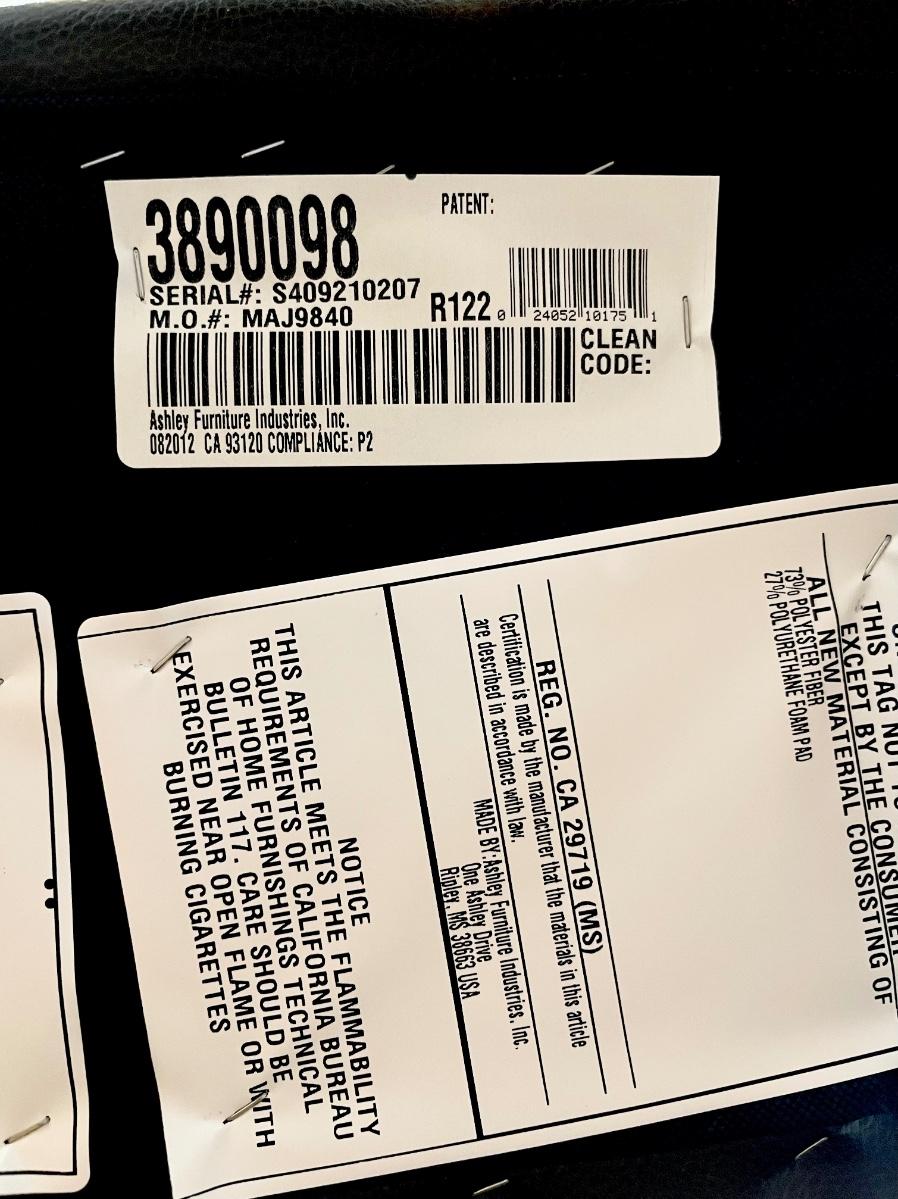 3890098
PATENT:
SERIAL#: S409210207
M.O.#: MAJ9840
R122
0 24052 10175 1
CLEAN
CODE:
Ashley Furniture Industries, Inc.
082012 CA 93120 COMPLIANCE: P2
THIS TAG NOT
EXCEPT BY THE CONSUMER
ALL NEW MATERIAL CONSISTING OF
73% POLYESTER FIBER
27% POLYURETHANE FOAM PAD
REG. NO. CA 29719 (MS)
Certification is made by the manufacturer that the materials in this article
are described in accordance with law.
MADE BY: Ashley Furniture Industries, Inc.
One Ashley Drive
Ripley, MS 38663 USA
NOTICE
THIS ARTICLE MEETS THE FLAMMABILITY
REQUIREMENTS OF CALIFORNIA BUREAU
OF HOME FURNISHINGS TECHNICAL
BULLETIN 117. CARE SHOULD BE
EXERCISED NEAR OPEN FLAME OR WITH
BURNING CIGARETTES